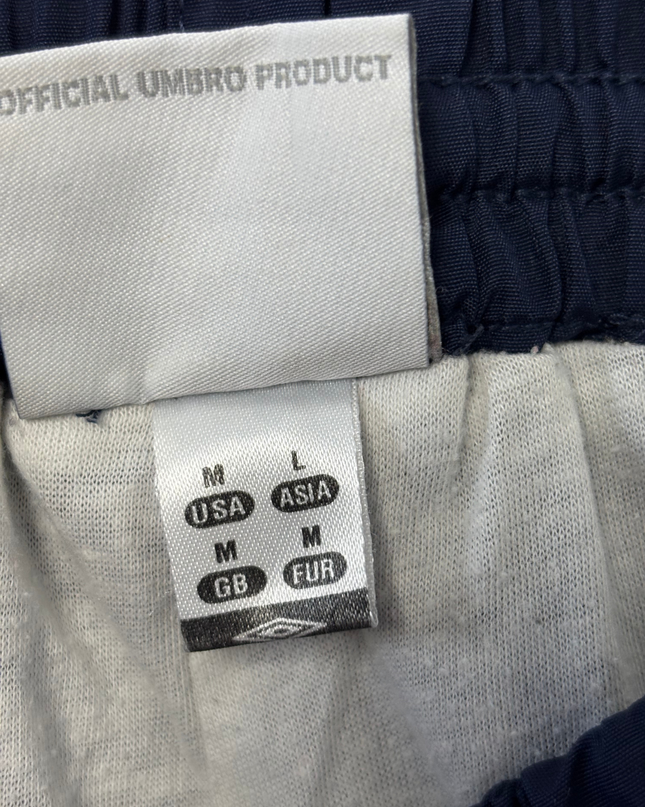 OFFICIAL UMBRO PRODUCT
M L
USA ASIA
M M
GB EUR